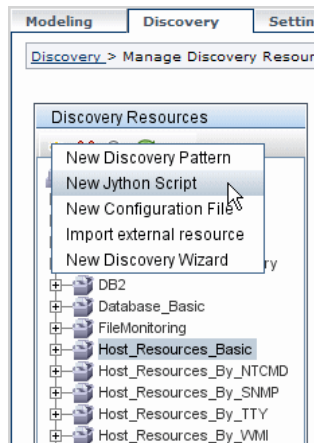 Modeling Discovery Settin
Discovery > Manage Discovery Resour
Discovery Resources
New Discovery Pattern
New Jython Script
New Configuration File
Import external resource
New Discovery Wizard
ry
DB2
Database_Basic
FileMonitoring
Host_Resources_Basic
Host_Resources_By_NTCMD
Host_Resources_By_SNMP
Host_Resources_By_TTY
Host_Resources_By_WMI